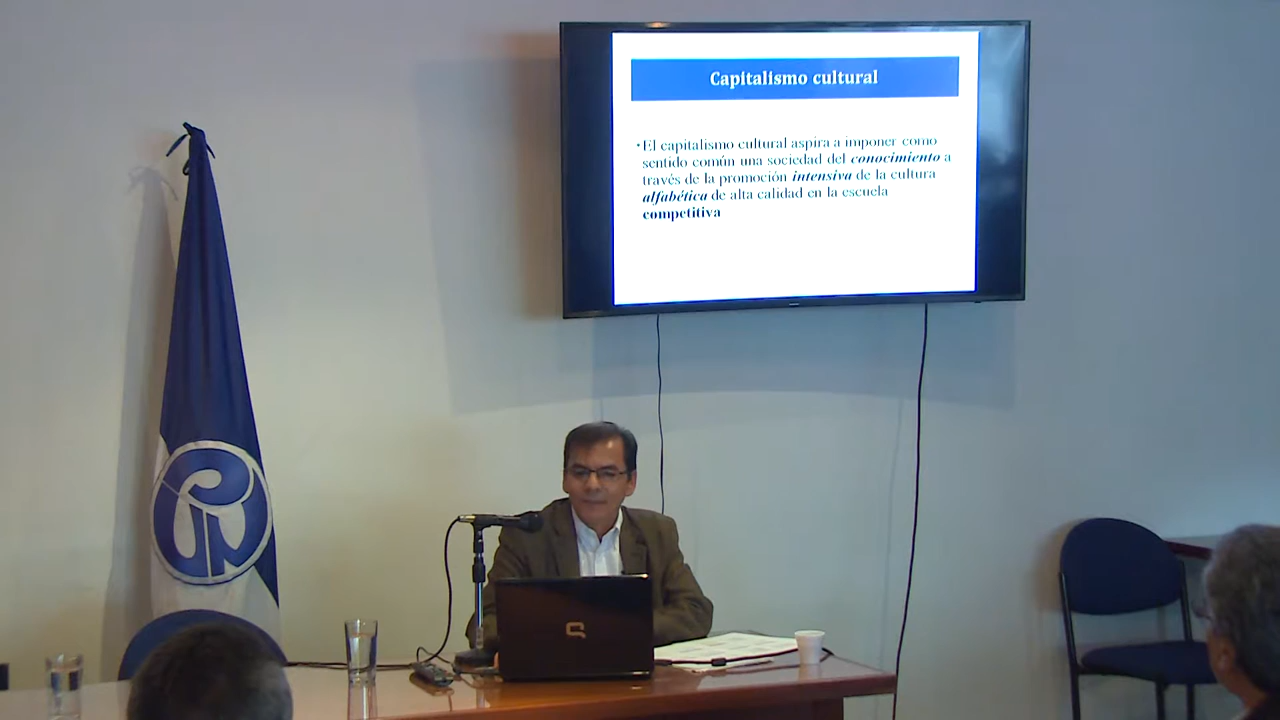 Capitalismo cultural
•El capitalismo cultural aspira a imponer como
sentido común una sociedad del conocimiento a
través de la promoción intensiva de la cultura
alfabética de alta calidad en la escuela
competitiva